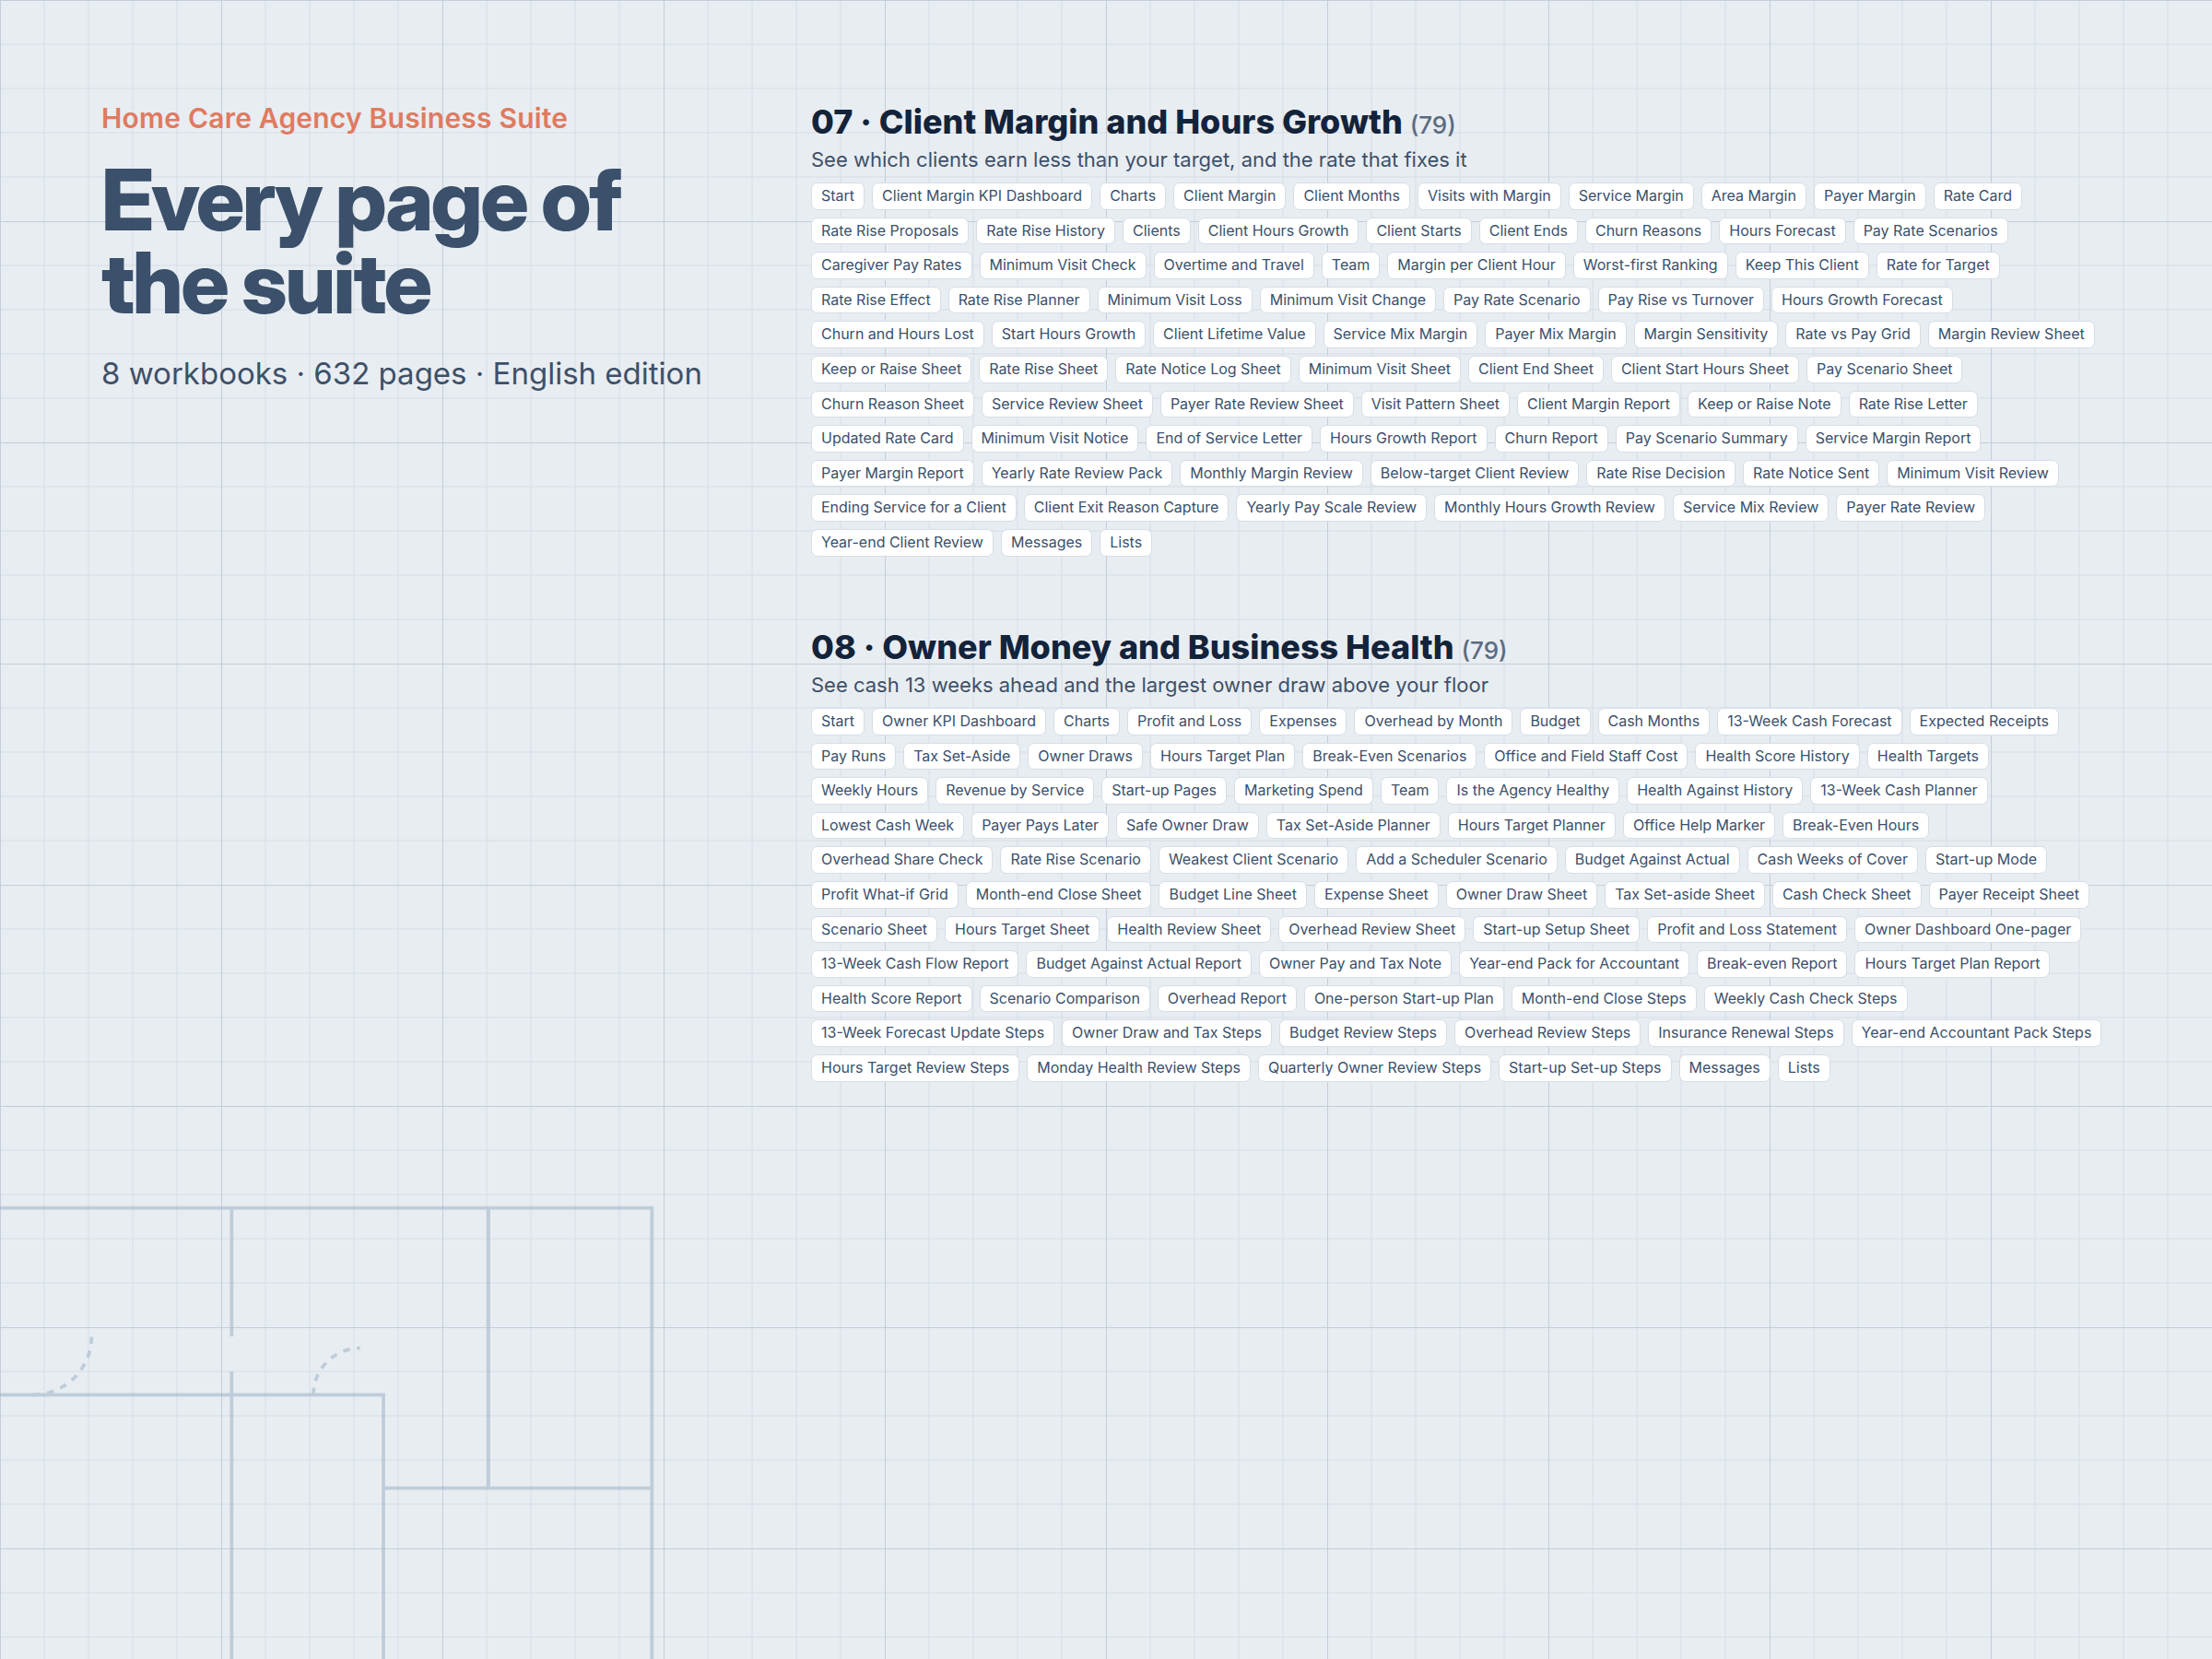 Home Care Agency Business Suite
Every page of
the suite
8 workbooks · 632 pages · English edition
07 · Client Margin and Hours Growth (79)
See which clients earn less than your target, and the rate that fixes it
Start Client Margin KPI Dashboard Charts Client Margin Client Months Visits with Margin Service Margin Area Margin Payer Margin Rate Card
Rate Rise Proposals Rate Rise History Clients Client Hours Growth Client Starts Client Ends Churn Reasons Hours Forecast Pay Rate Scenarios
Caregiver Pay Rates Minimum Visit Check Overtime and Travel Team Margin per Client Hour Worst-first Ranking Keep This Client Rate for Target
Rate Rise Effect Rate Rise Planner Minimum Visit Loss Minimum Visit Change Pay Rate Scenario Pay Rise vs Turnover Hours Growth Forecast
Churn and Hours Lost Start Hours Growth Client Lifetime Value Service Mix Margin Payer Mix Margin Margin Sensitivity Rate vs Pay Grid Margin Review Sheet
Keep or Raise Sheet Rate Rise Sheet Rate Notice Log Sheet Minimum Visit Sheet Client End Sheet Client Start Hours Sheet Pay Scenario Sheet
Churn Reason Sheet Service Review Sheet Payer Rate Review Sheet Visit Pattern Sheet Client Margin Report Keep or Raise Note Rate Rise Letter
Updated Rate Card Minimum Visit Notice End of Service Letter Hours Growth Report Churn Report Pay Scenario Summary Service Margin Report
Payer Margin Report Yearly Rate Review Pack Monthly Margin Review Below-target Client Review Rate Rise Decision Rate Notice Sent Minimum Visit Review
Ending Service for a Client Client Exit Reason Capture Yearly Pay Scale Review Monthly Hours Growth Review Service Mix Review Payer Rate Review
Year-end Client Review Messages Lists
08 · Owner Money and Business Health (79)
See cash 13 weeks ahead and the largest owner draw above your floor
Start Owner KPI Dashboard Charts Profit and Loss Expenses Overhead by Month Budget Cash Months 13-Week Cash Forecast Expected Receipts
Pay Runs Tax Set-Aside Owner Draws Hours Target Plan Break-Even Scenarios Office and Field Staff Cost Health Score History Health Targets
Weekly Hours Revenue by Service Start-up Pages Marketing Spend Team Is the Agency Healthy Health Against History 13-Week Cash Planner
Lowest Cash Week Payer Pays Later Safe Owner Draw Tax Set-Aside Planner Hours Target Planner Office Help Marker Break-Even Hours
Overhead Share Check Rate Rise Scenario Weakest Client Scenario Add a Scheduler Scenario Budget Against Actual Cash Weeks of Cover Start-up Mode
Profit What-if Grid Month-end Close Sheet Budget Line Sheet Expense Sheet Owner Draw Sheet Tax Set-aside Sheet Cash Check Sheet Payer Receipt Sheet
Scenario Sheet Hours Target Sheet Health Review Sheet Overhead Review Sheet Start-up Setup Sheet Profit and Loss Statement Owner Dashboard One-pager
13-Week Cash Flow Report Budget Against Actual Report Owner Pay and Tax Note Year-end Pack for Accountant Break-even Report Hours Target Plan Report
Health Score Report Scenario Comparison Overhead Report One-person Start-up Plan Month-end Close Steps Weekly Cash Check Steps
13-Week Forecast Update Steps Owner Draw and Tax Steps Budget Review Steps Overhead Review Steps Insurance Renewal Steps Year-end Accountant Pack Steps
Hours Target Review Steps Monday Health Review Steps Quarterly Owner Review Steps Start-up Set-up Steps Messages Lists